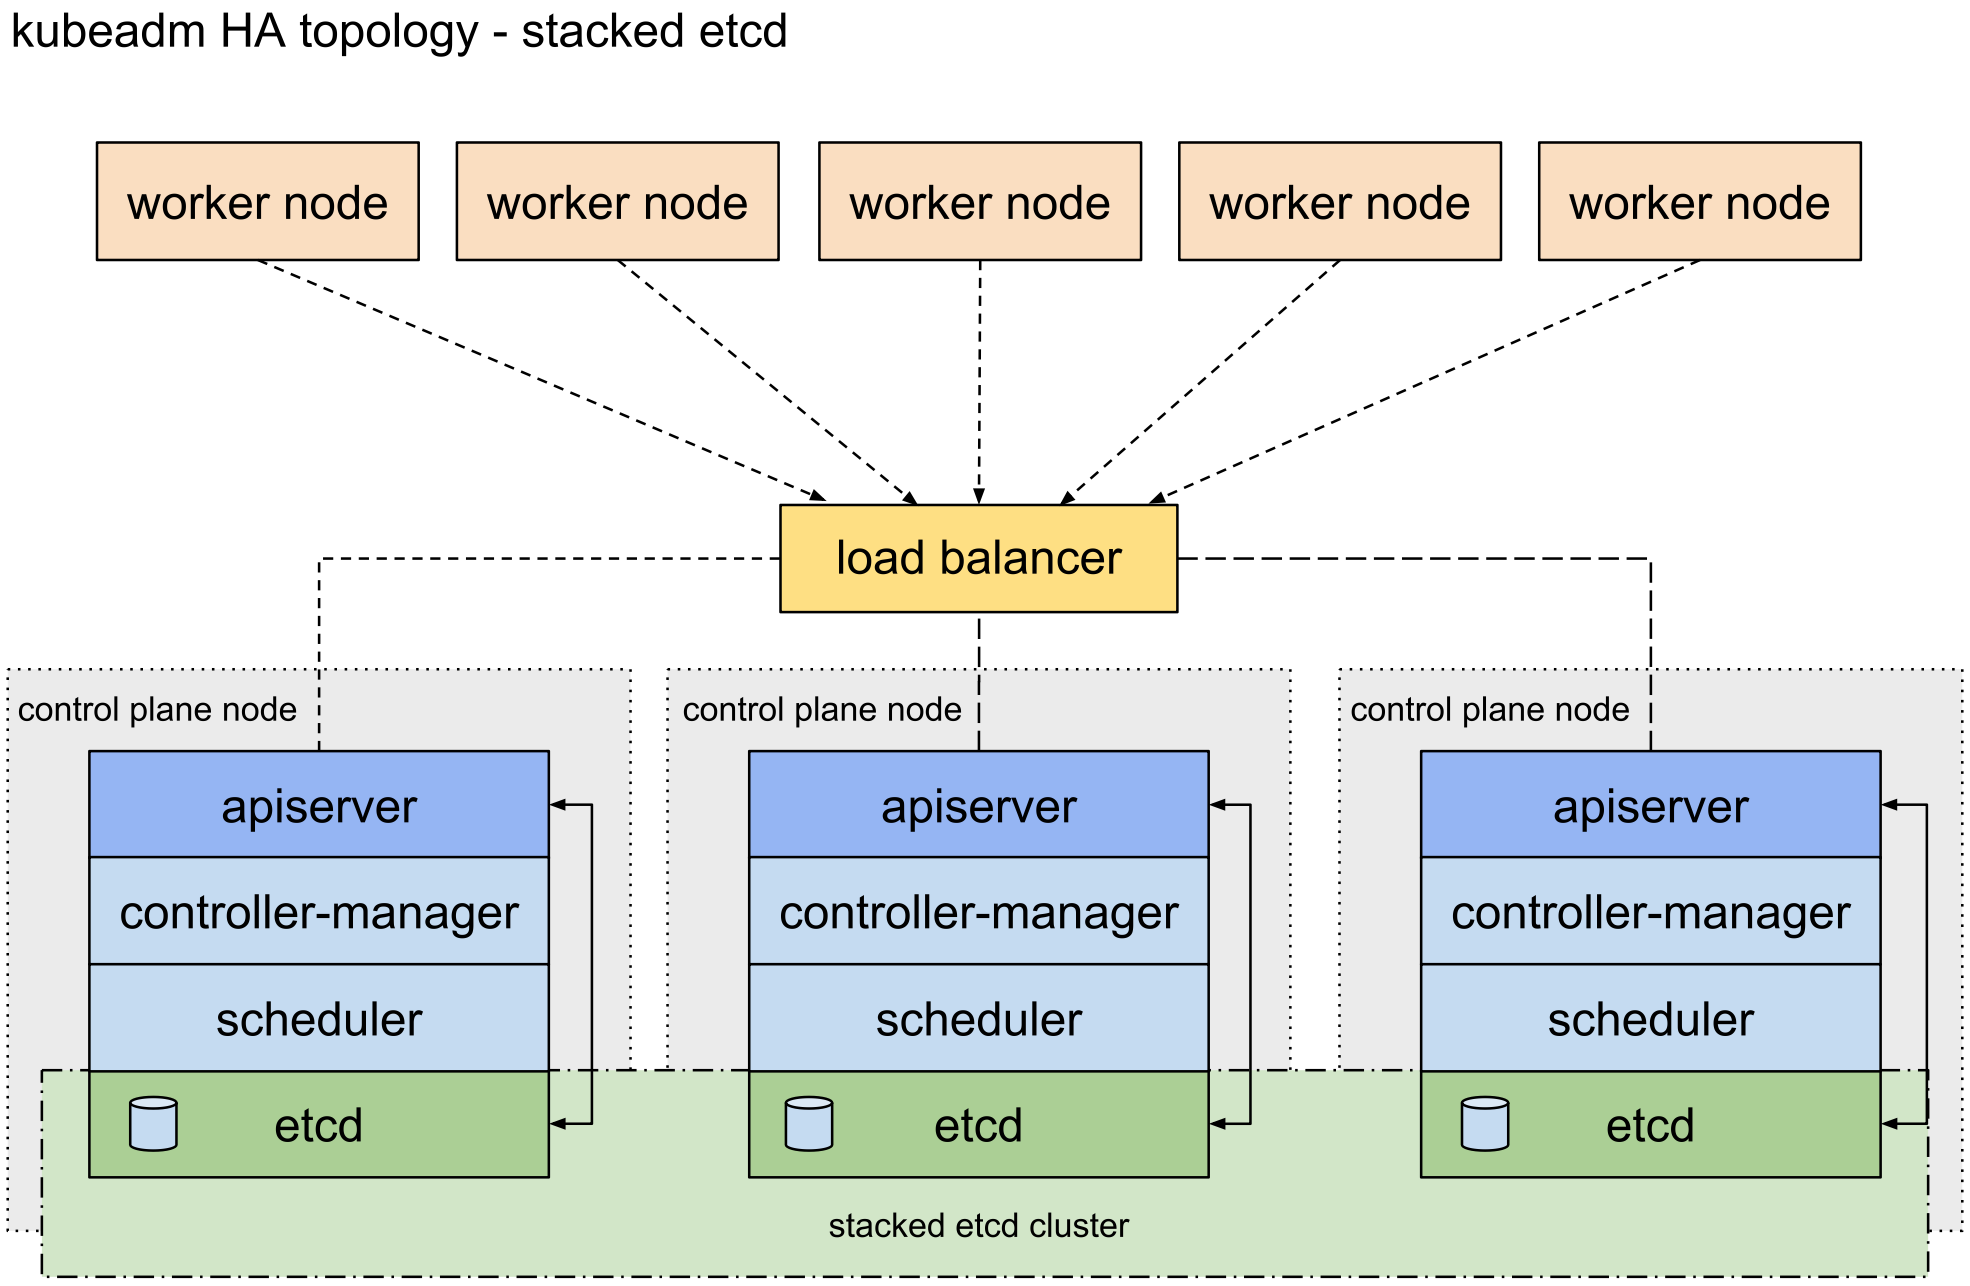 kubeadm HA topology - stacked etcd
worker node
worker node
worker node
worker node
worker node
load balancer
control plane node
control plane node
control plane node
apiserver
apiserver
apiserver
controller-manager
controller-manager
controller-manager
scheduler
scheduler
scheduler
etcd
etcd
etcd
stacked etcd cluster